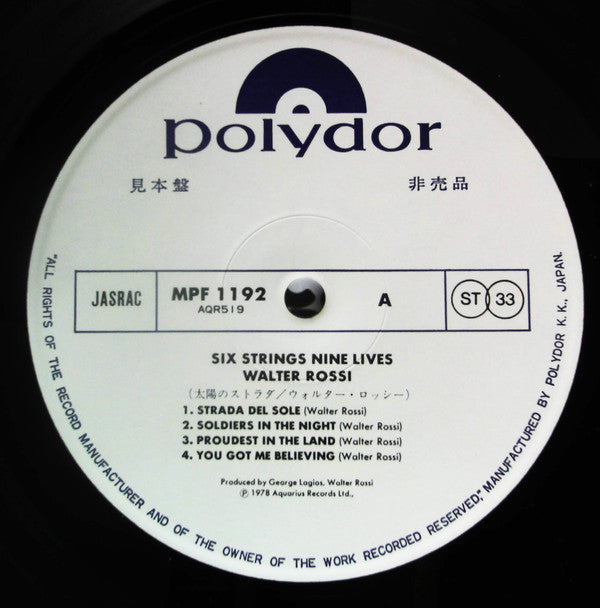 polydor
見本盤
非売品
JASRAC
MPF 1192
AQR519
A
ST 33
SIX STRINGS NINE LIVES
WALTER ROSSI
(太陽のストラダ/ウォルター・ロッシー)
1. STRADA DEL SOLE (Walter Rossi)
2. SOLDIERS IN THE NIGHT (Walter Rossi)
3. PROUDEST IN THE LAND (Walter Rossi)
4. YOU GOT ME BELIEVING (Walter Rossi)
Produced by George Lagios, Walter Rossi
℗ 1978 Aquarius Records Ltd.,
"ALL RIGHTS OF THE RECORD MANUFACTURER AND OF THE OWNER OF THE WORK RECORDED RESERVED," MANUFACTURED BY POLYDOR K.K., JAPAN.